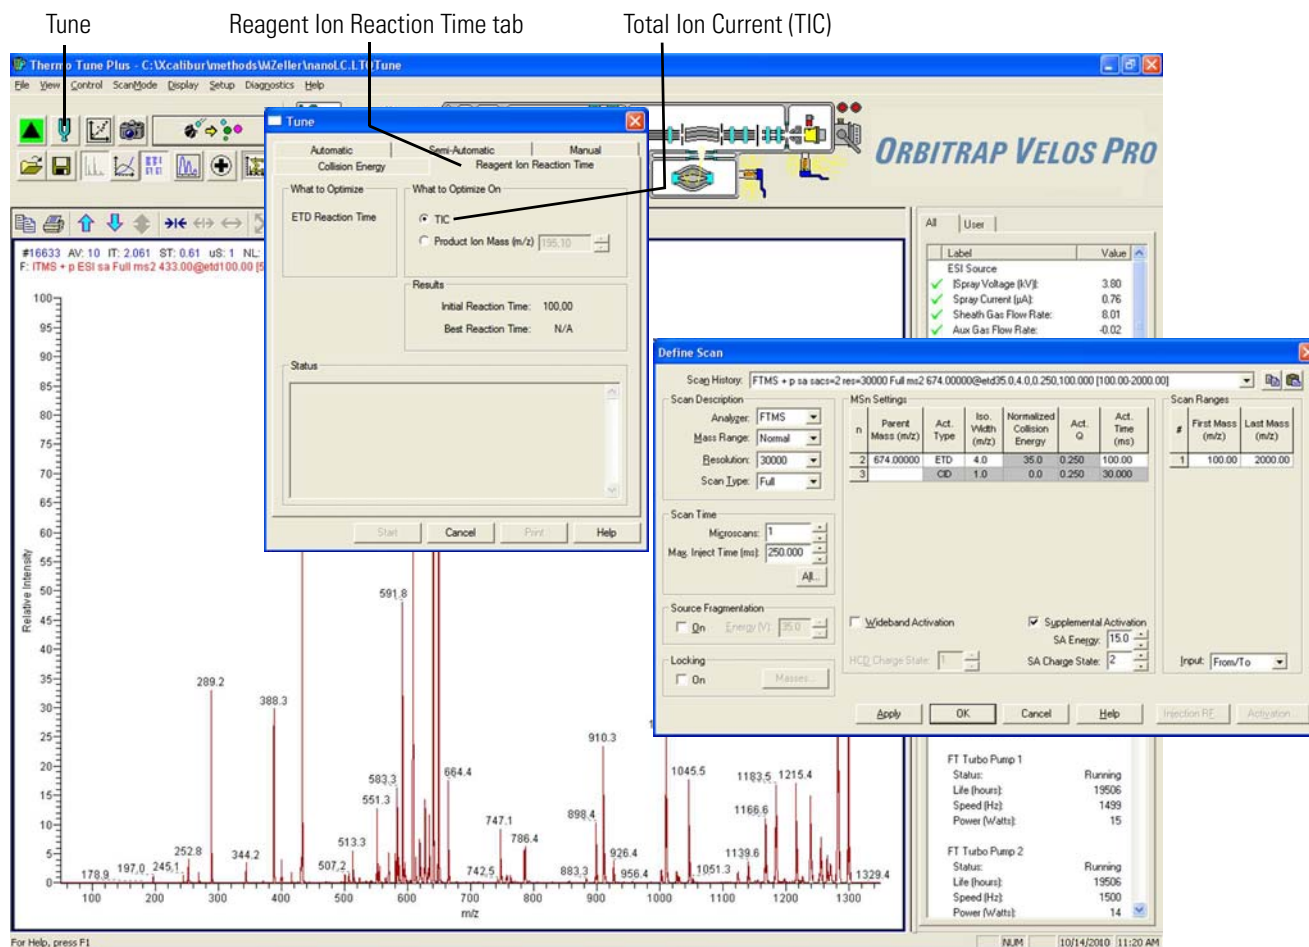 Tune Reagent Ion Reaction Time tab Total Ion Current (TIC)
Thermo Tune Plus - C:\Xcalibur\methods\MZeller\nanoLC.LTQTune
File View Control ScanMode Display Setup Diagnostics Help
ORBITRAP VELOS PRO
Tune
Automatic Semi-Automatic Manual
Collision Energy Reagent Ion Reaction Time
What to Optimize
ETD Reaction Time
What to Optimize On
TIC
Product Ion Mass (m/z) 195.10
Results
Initial Reaction Time: 100,00
Best Reaction Time: N/A
Status
Start Cancel Print Help
#16633 AV: 10 IT: 2.061 ST: 0.61 uS: 1 NL:
F: ITMS + p ESI sa Full ms2 433.00@etd100.00 [5
All User
Label Value
ESI Source
Spray Voltage (kV): 3.80
Spray Current (µA): 0.76
Sheath Gas Flow Rate: 8.01
Aux Gas Flow Rate: -0.02
Define Scan
Scan History: FTMS + p sa sacs=2 res=30000 Full ms2 674.00000@etd35.0,4.0,0.250,100.000 [100.00-2000.00]
Scan Description
Analyzer: FTMS
Mass Range: Normal
Resolution: 30000
Scan Type: Full
Scan Time
Microscans: 1
Max. Inject Time (ms): 250.000
All...
Source Fragmentation
On Energy (V): 35.0
Locking
On Masses...
MSn Settings
n Parent Mass (m/z) Act. Type Iso. Width (m/z) Normalized Collision Energy Act. Q Act. Time (ms)
2 674.00000 ETD 4.0 35.0 0.250 100.00
3 CID 1.0 0.0 0.250 30.000
Wideband Activation
Supplemental Activation
SA Energy: 15.0
HCD Charge State: 1
SA Charge State: 2
Scan Ranges
# First Mass (m/z) Last Mass (m/z)
1 100.00 2000.00
Input: From/To
Apply OK Cancel Help Injection RF... Activation...
Relative Intensity
100
95
90
85
80
75
70
65
60
55
50
45
40
35
30
25
20
15
10
5
0
178.9
197.0
245.1
252.8
289.2
344.2
388.3
507.2
513.3
551.3
583.3
591.8
664.4
742.5
747.1
786.4
883.3
898.4
910.3
926.4
956.4
1045.5
1051.3
1139.6
1166.6
1183.5
1215.4
1329.4
100 200 300 400 500 600 700 800 900 1000 1100 1200 1300
m/z
FT Turbo Pump 1
Status: Running
Life (hours): 19506
Speed (Hz): 1499
Power (Watts): 15
FT Turbo Pump 2
Status: Running
Life (hours): 19506
Speed (Hz): 1500
Power (Watts): 14
For Help, press F1 NUM 10/14/2010 11:20 AM